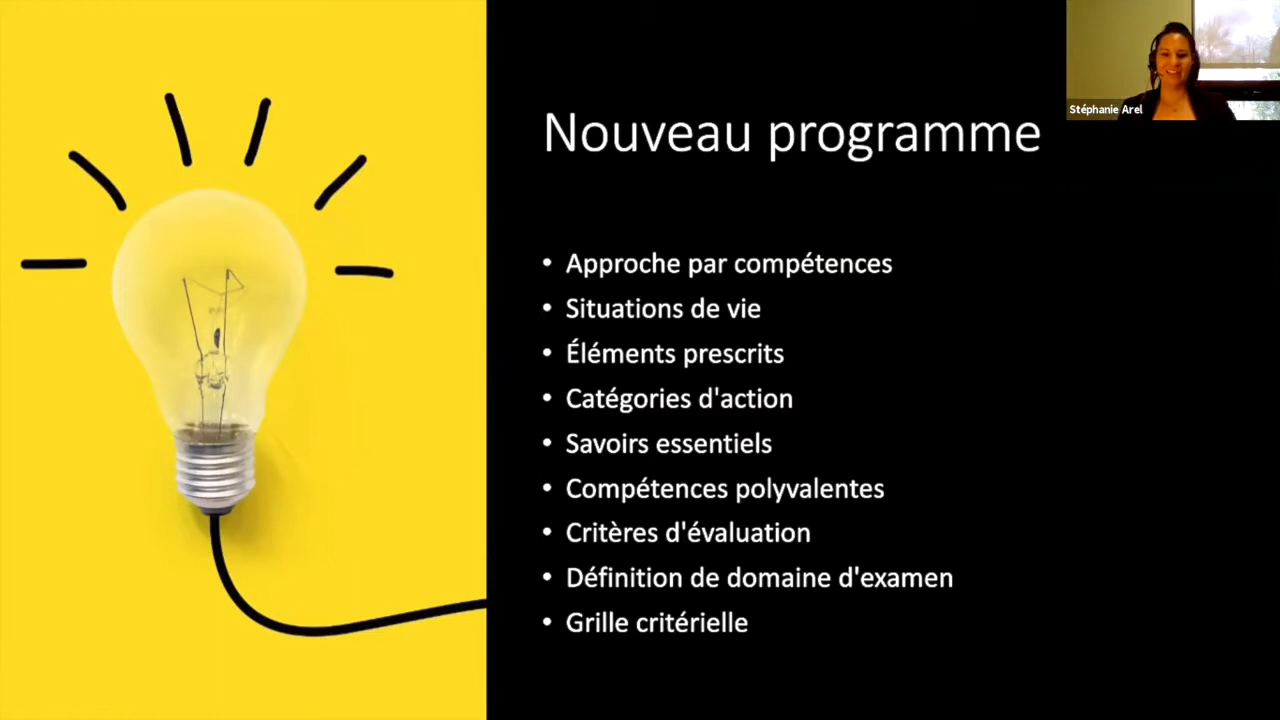 Stéphanie Arel
Nouveau programme
• Approche par compétences
• Situations de vie
• Éléments prescrits
• Catégories d'action
• Savoirs essentiels
• Compétences polyvalentes
• Critères d'évaluation
• Définition de domaine d'examen
• Grille critérielle